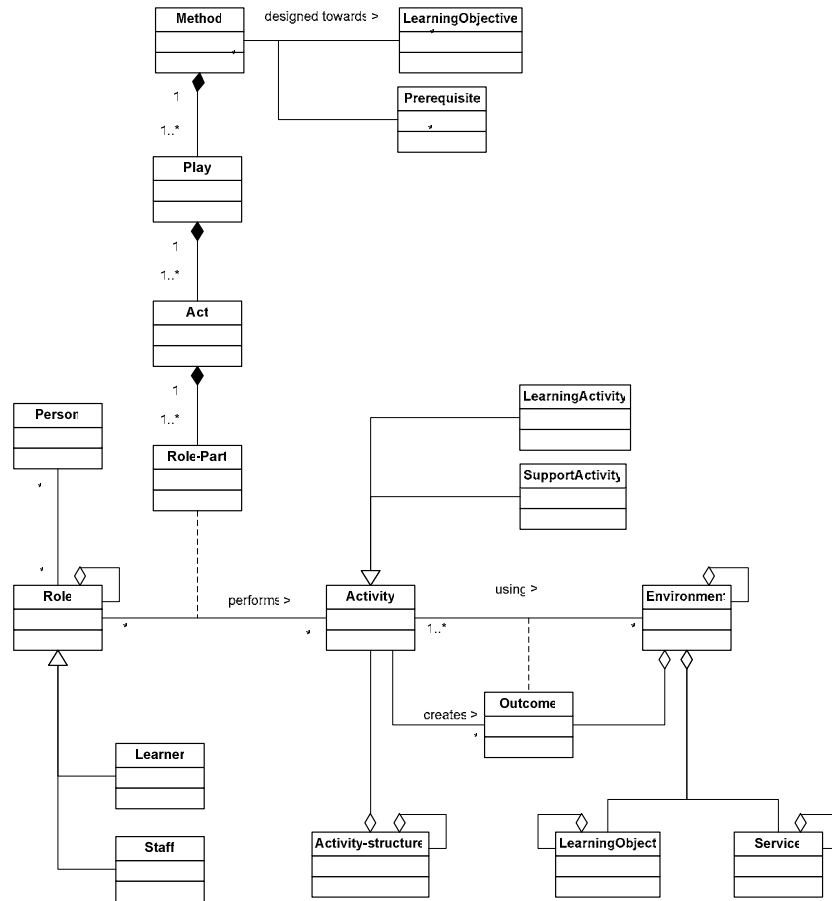 Method
designed towards >
LearningObjective
*
*
Prerequisite
*
1
1..*
Play
1
1..*
Act
1
1..*
Role-Part
LearningActivity
SupportActivity
Person
*
*
Role
performs >
Activity
using >
Environment
*
*
1..*
*
Outcome
creates >
*
Learner
Staff
Activity-structure
LearningObject
Service